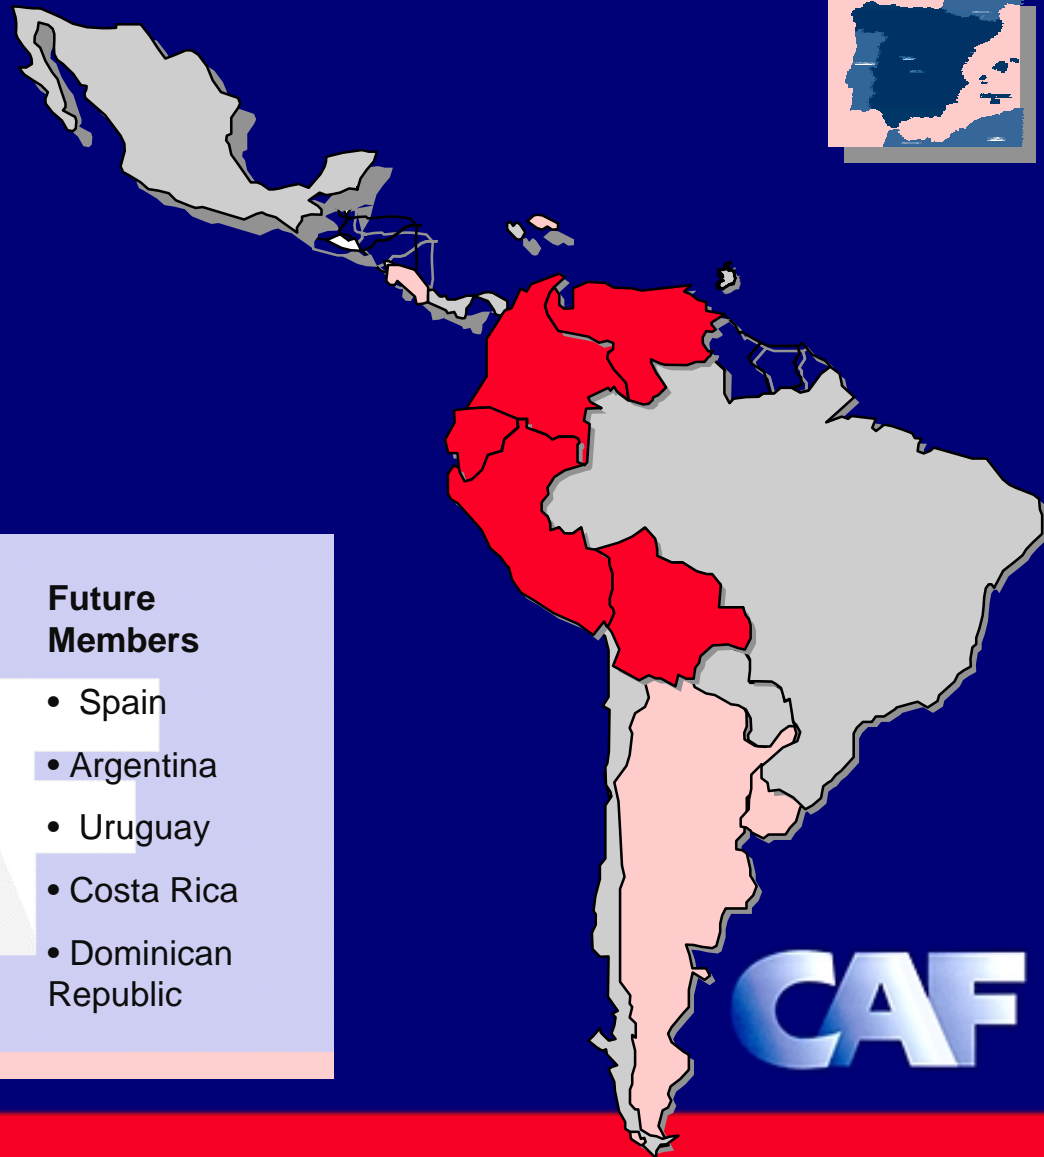 Future
Members
• Spain
• Argentina
• Uruguay
• Costa Rica
• Dominican
Republic
CAF